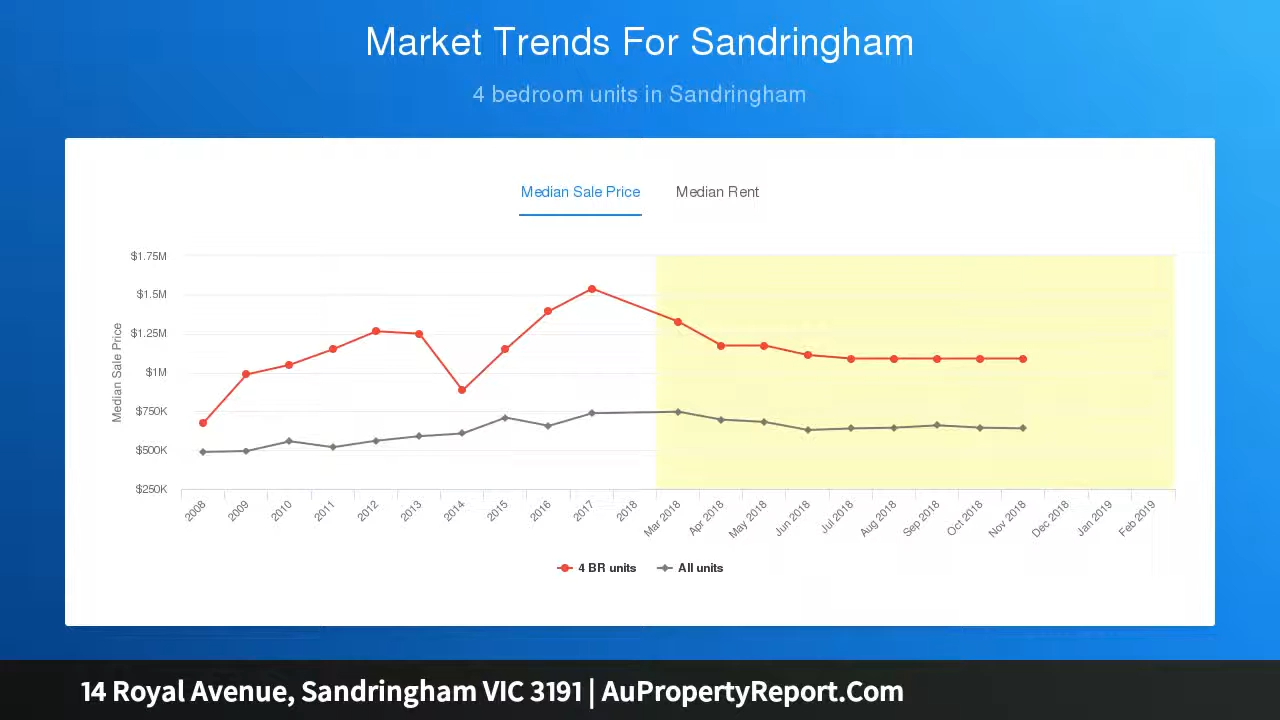 Market Trends For Sandringham
4 bedroom units in Sandringham
Median Sale Price Median Rent
Median Sale Price
$1.75M
$1.5M
$1.25M
$1M
$750K
$500K
$250K
2008 2009 2010 2011 2012 2013 2014 2015 2016 2017 2018 Mar 2018 Apr 2018 May 2018 Jun 2018 Jul 2018 Aug 2018 Sep 2018 Oct 2018 Nov 2018 Dec 2018 Jan 2019 Feb 2019
4 BR units All units
14 Royal Avenue, Sandringham VIC 3191 | AuPropertyReport.Com